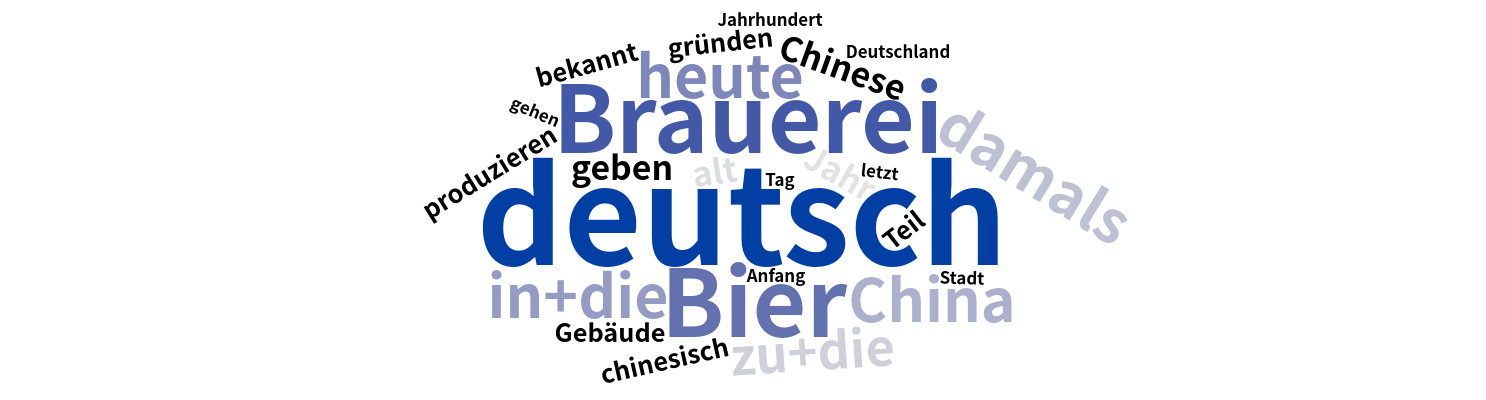 Jahrhundert
gründen
Chinese
Deutschland
bekannt
heute
gehen
Brauerei
damals
produzieren
geben
alt
Tag
Jahr
letzt
deutsch
Teil
in+die
Bier
Anfang
China
Stadt
Gebäude
chinesisch
zu+die